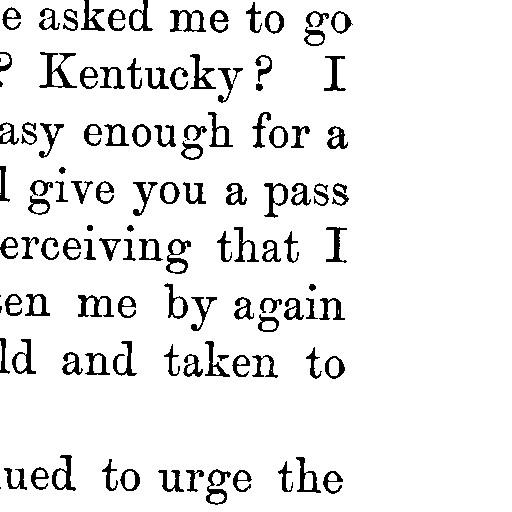 e asked me to go
? Kentucky? I
asy enough for a
l give you a pass
erceiving that I
en me by again
ld and taken to
ued to urge the